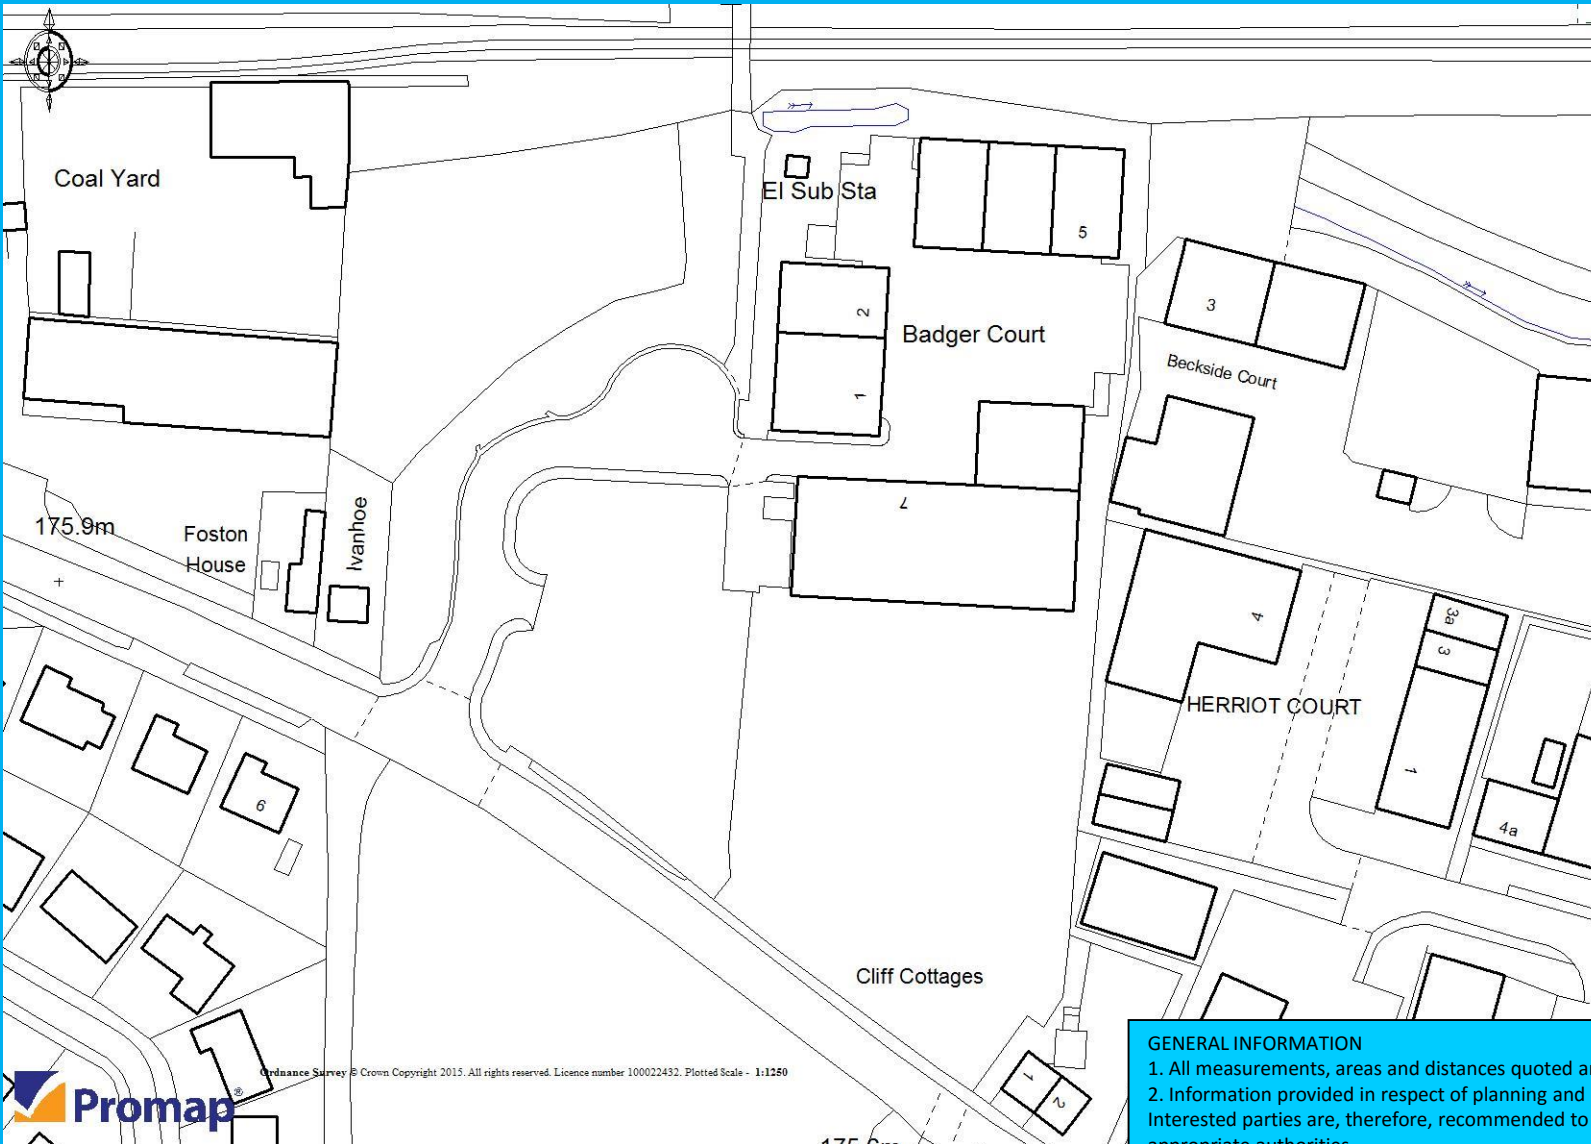 Coal Yard
El Sub Sta
5
2
Badger Court
1
3
Beckside Court
7
175.9m
Foston
House
Ivanhoe
4
3a
3
HERRIOT COURT
1
6
4a
Cliff Cottages
1
2
GENERAL INFORMATION
1. All measurements, areas and distances quoted a
2. Information provided in respect of planning and
Interested parties are, therefore, recommended to
appropriate authorities
Ordnance Survey © Crown Copyright 2015. All rights reserved. Licence number 100022432. Plotted Scale - 1:1250
Promap